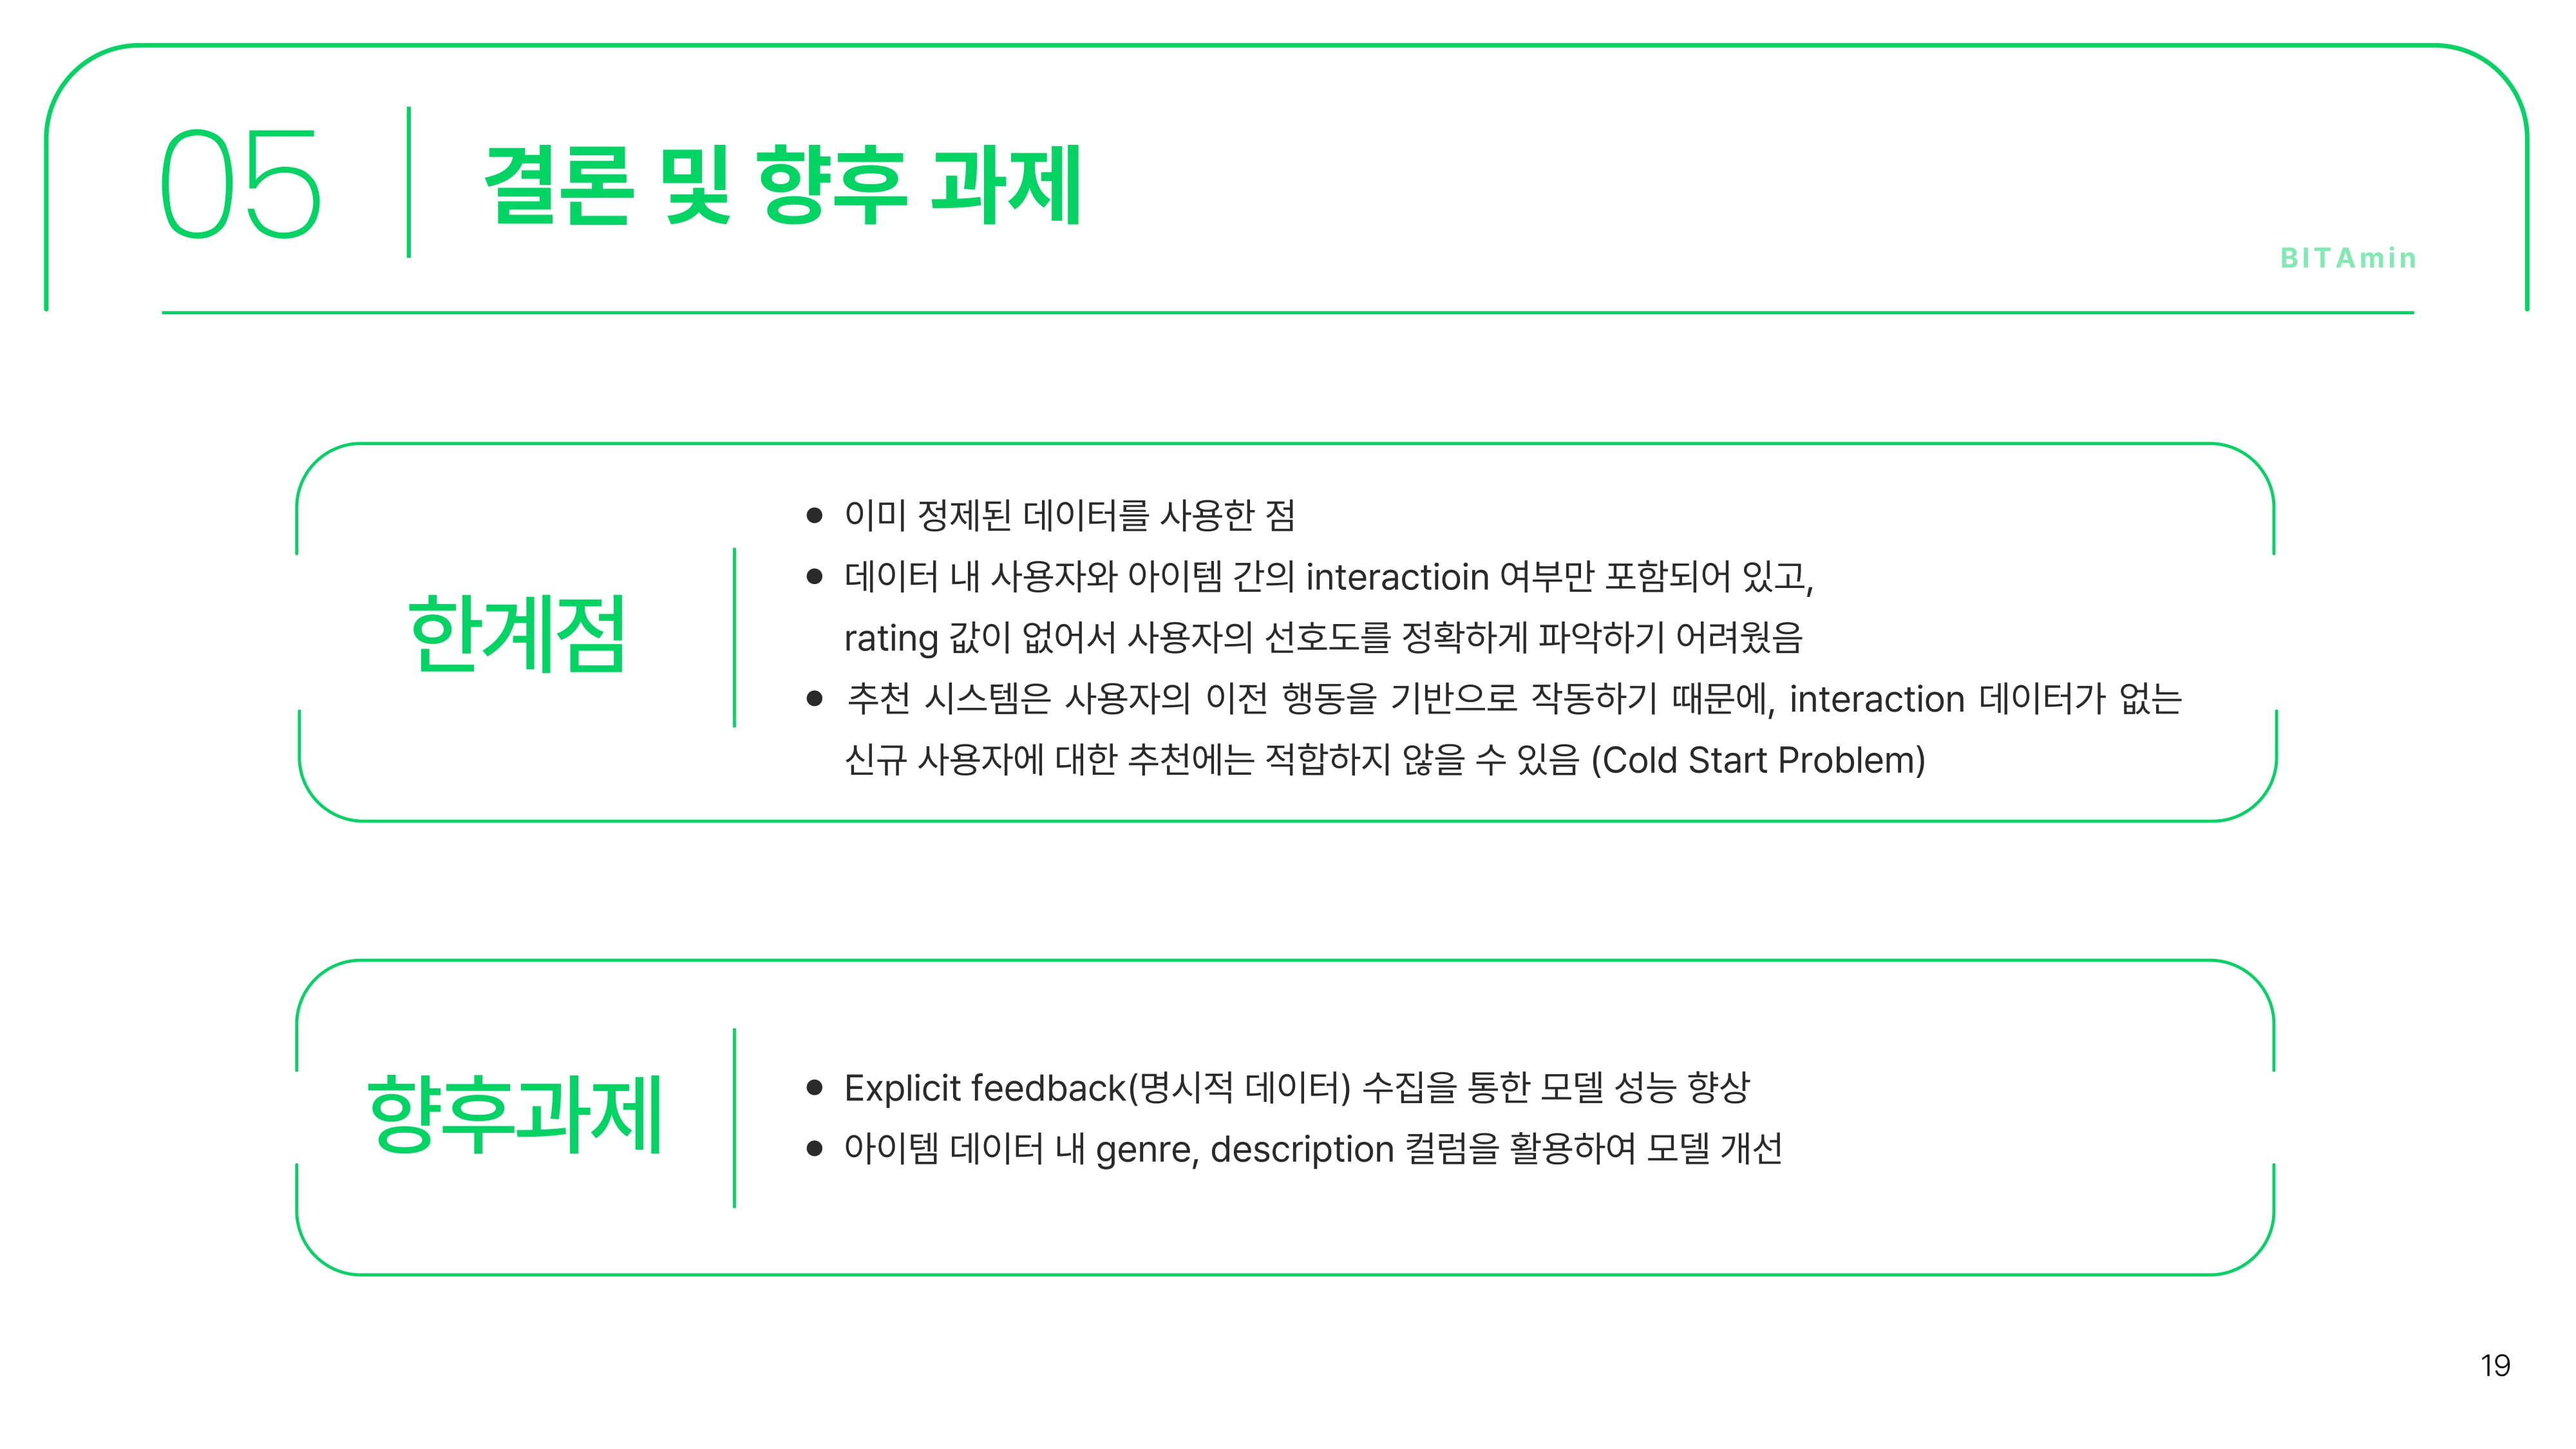 05
결론 및 향후 과제
BITAmin
한계점
● 이미 정제된 데이터를 사용한 점
● 데이터 내 사용자와 아이템 간의 interactioin 여부만 포함되어 있고,
rating 값이 없어서 사용자의 선호도를 정확하게 파악하기 어려웠음
● 추천 시스템은 사용자의 이전 행동을 기반으로 작동하기 때문에, interaction 데이터가 없는
신규 사용자에 대한 추천에는 적합하지 않을 수 있음 (Cold Start Problem)
향후과제
● Explicit feedback(명시적 데이터) 수집을 통한 모델 성능 향상
● 아이템 데이터 내 genre, description 컬럼을 활용하여 모델 개선
19